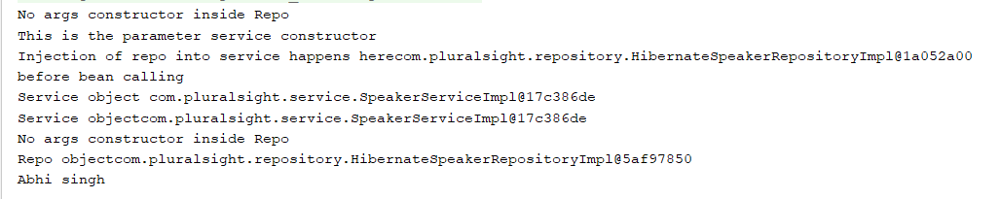 No args constructor inside Repo
This is the parameter service constructor
Injection of repo into service happens herecom.pluralsight.repository.HibernateSpeakerRepositoryImpl@1a052a00
before bean calling
Service object com.pluralsight.service.SpeakerServiceImpl@17c386de
Service objectcom.pluralsight.service.SpeakerServiceImpl@17c386de
No args constructor inside Repo
Repo objectcom.pluralsight.repository.HibernateSpeakerRepositoryImpl@5af97850
Abhi singh